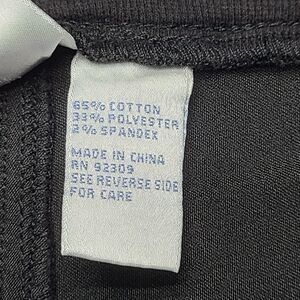 65% COTTON
33% POLYESTER
2% SPANDEX
MADE IN CHINA
RN 92309
SEE REVERSE SIDE
FOR CARE